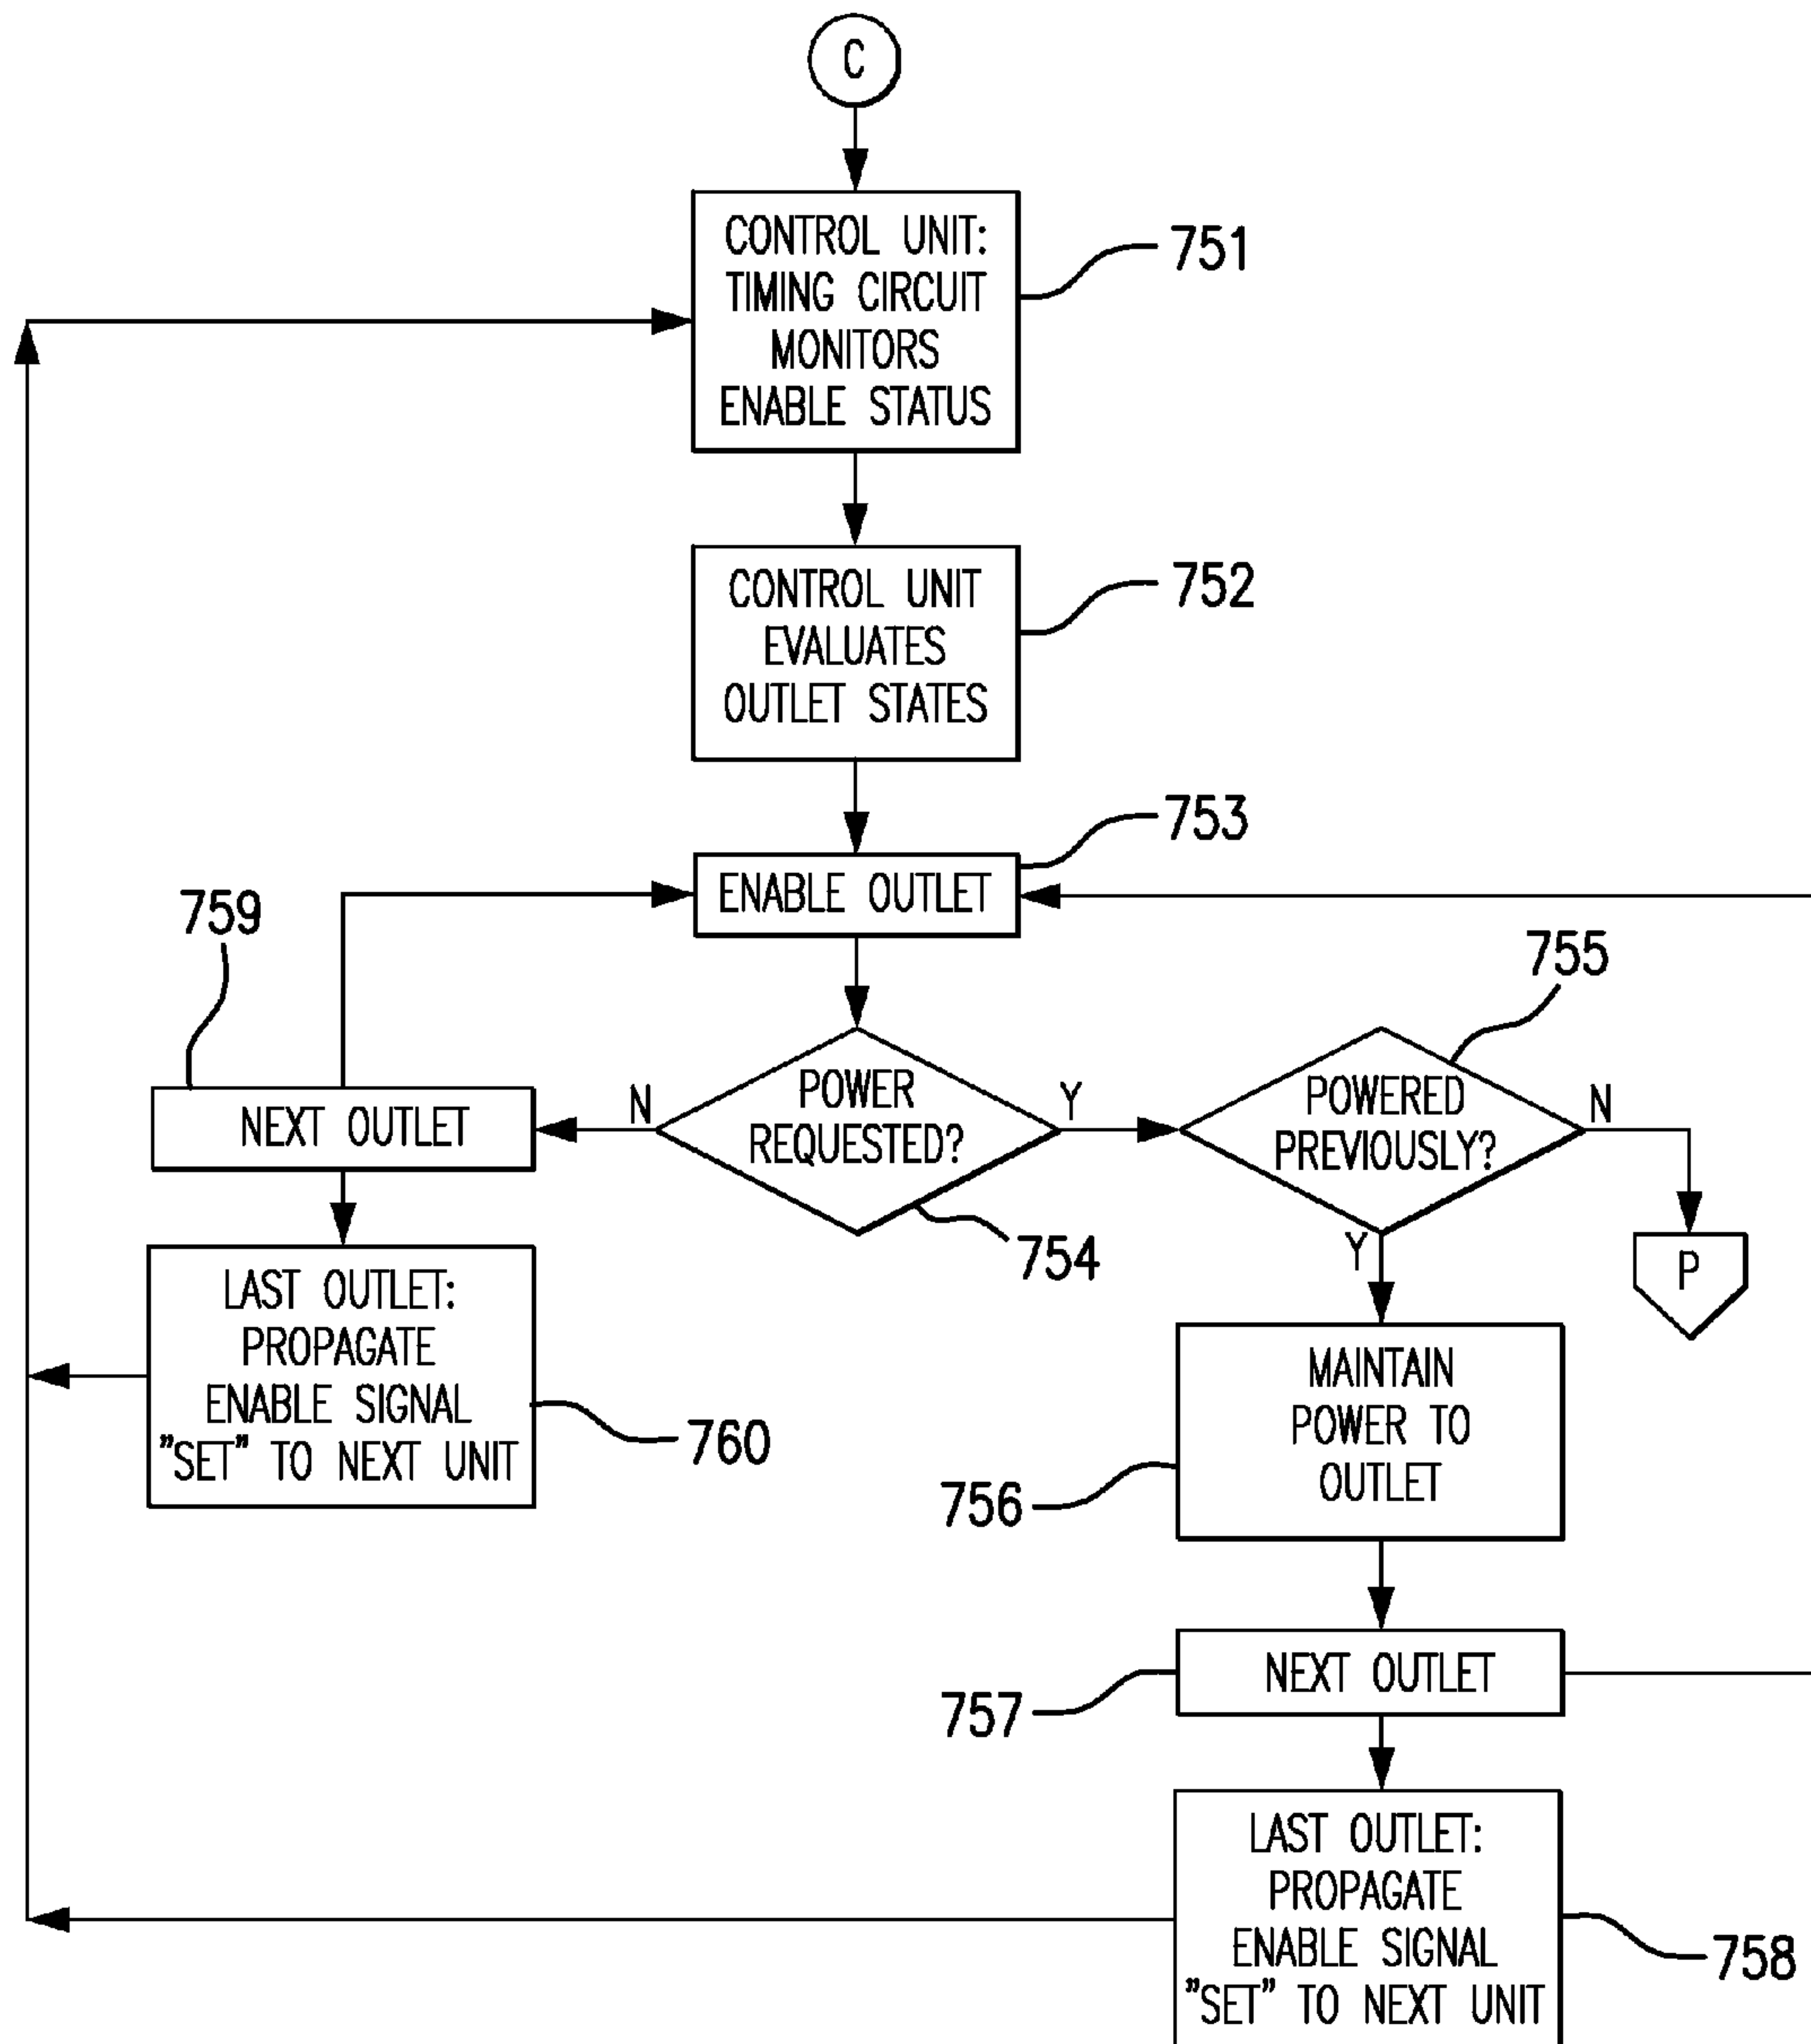 C
CONTROL UNIT:
TIMING CIRCUIT
MONITORS
ENABLE STATUS
751
CONTROL UNIT
EVALUATES
OUTLET STATES
752
753
ENABLE OUTLET
759
755
NEXT OUTLET
N
POWER
REQUESTED?
Y
POWERED
PREVIOUSLY?
N
754
Y
P
LAST OUTLET:
PROPAGATE
ENABLE SIGNAL
"SET" TO NEXT UNIT
760
MAINTAIN
POWER TO
OUTLET
756
NEXT OUTLET
757
LAST OUTLET:
PROPAGATE
ENABLE SIGNAL
"SET" TO NEXT UNIT
758